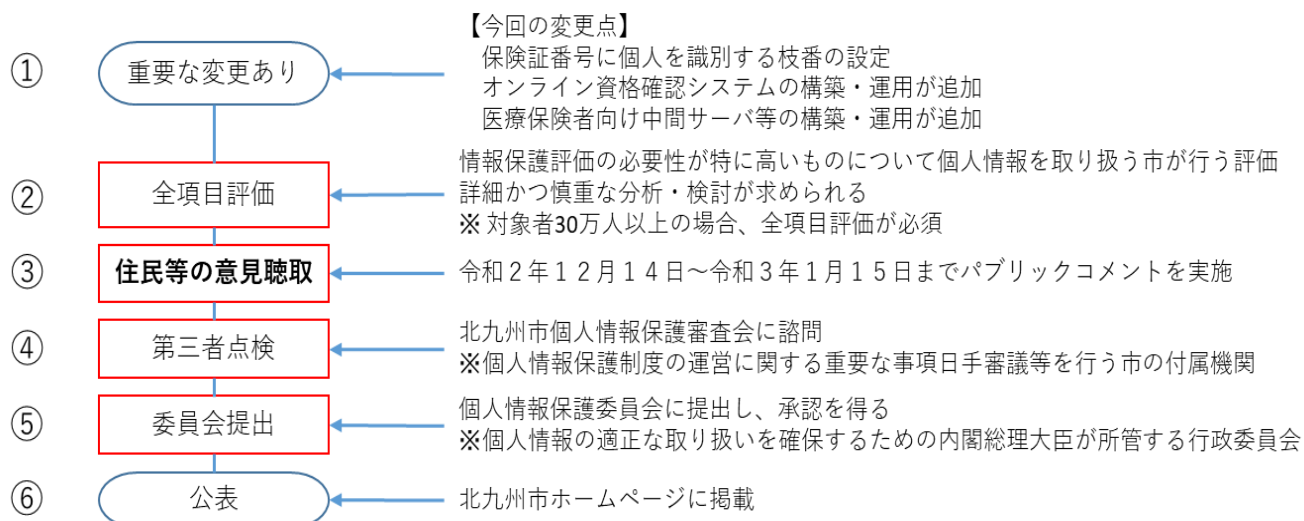 【今回の変更点】
① 重要な変更あり 保険証番号に個人を識別する枝番の設定
オンライン資格確認システムの構築・運用が追加
医療保険者向け中間サーバ等の構築・運用が追加
② 全項目評価 情報保護評価の必要性が特に高いものについて個人情報を取り扱う市が行う評価
詳細かつ慎重な分析・検討が求められる
※ 対象者30万人以上の場合、全項目評価が必須
③ 住民等の意見聴取 令和２年１２月１４日～令和３年１月１５日までパブリックコメントを実施
④ 第三者点検 北九州市個人情報保護審査会に諮問
※個人情報保護制度の運営に関する重要な事項日手審議等を行う市の付属機関
⑤ 委員会提出 個人情報保護委員会に提出し、承認を得る
※個人情報の適正な取り扱いを確保するための内閣総理大臣が所管する行政委員会
⑥ 公表 北九州市ホームページに掲載